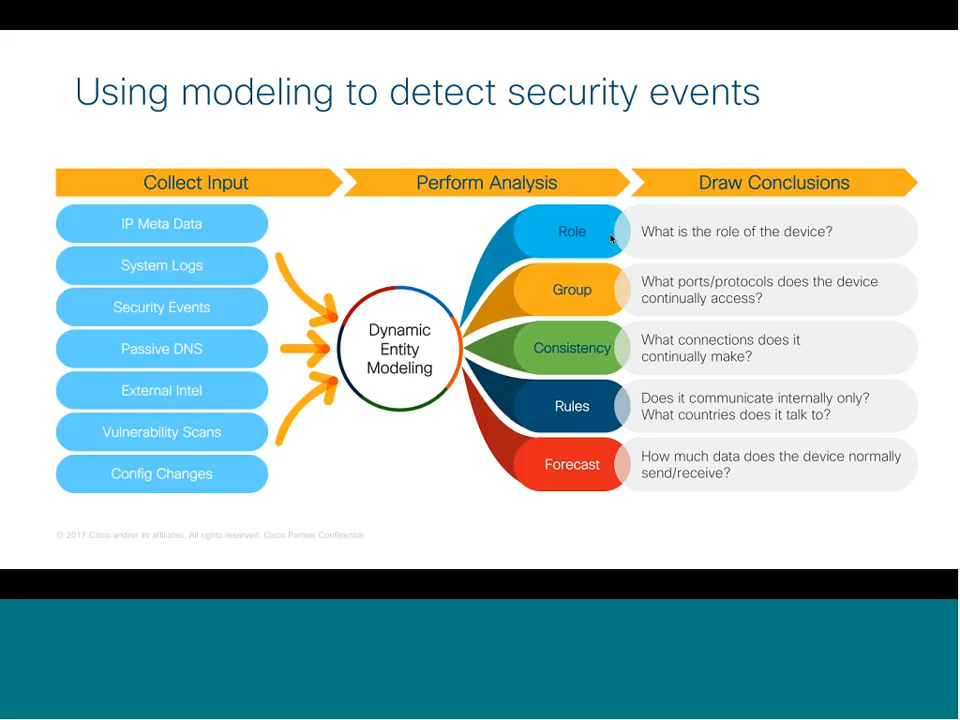 Using modeling to detect security events
Collect Input
Perform Analysis
Draw Conclusions
IP Meta Data
System Logs
Security Events
Passive DNS
External Intel
Vulnerability Scans
Config Changes
Dynamic
Entity
Modeling
Role
What is the role of the device?
Group
What ports/protocols does the device
continually access?
Consistency
What connections does it
continually make?
Rules
Does it communicate internally only?
What countries does it talk to?
Forecast
How much data does the device normally
send/receive?
© 2017 Cisco and/or its affiliates. All rights reserved. Cisco Partner Confidential